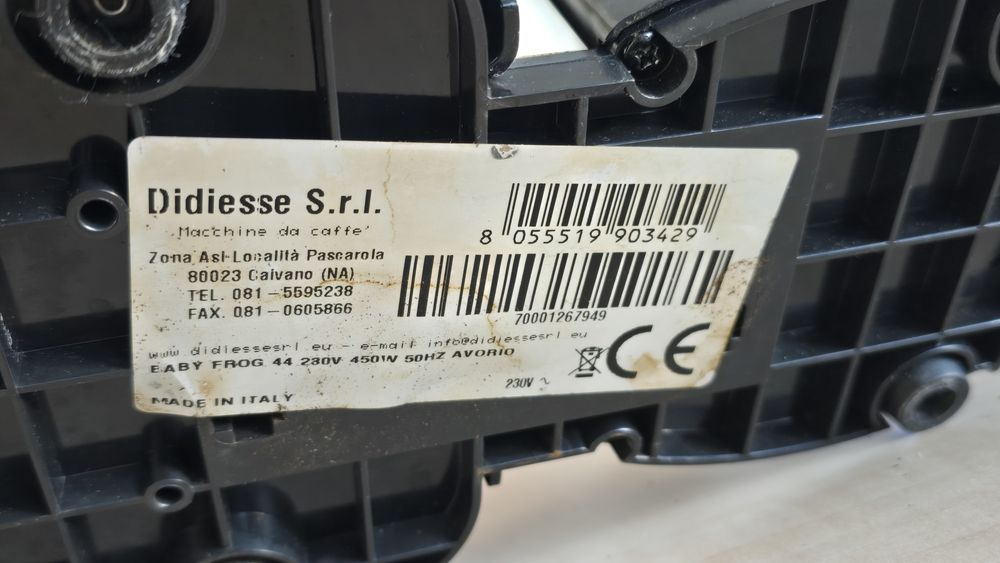 Didiesse S.r.l.
Macchine da caffe'
Zona Asi-Località Pascarola
80023 Caivano (NA)
TEL. 081-5595238
FAX. 081-0605866
www.didiessesrl.eu - e-mail info@didiessesrl.eu
BABY FROG 44 230V 450W 50HZ AVORIO
MADE IN ITALY
8 055519 903429
70001267949
230V ~
CE